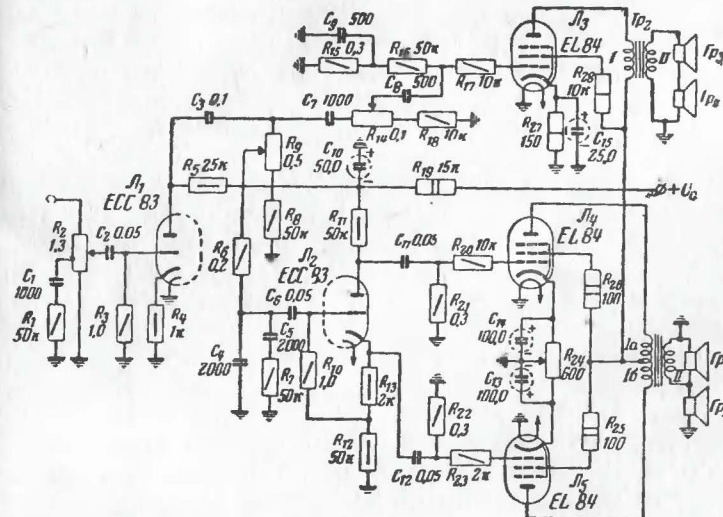 C9 500
R15 0,3
R16 50к
C8 500
R17 10к
Л3
EL 84
R28
10к
Тр2
I
II
Гр3
C3 0,1
C7 1000
R14 0,1
R18 10к
C10
50,0
R27
150
C15
25,0
R5 25к
R9
0,5
R19 15к
+UG
Л1
ECC 83
R2
1,3
C2 0,05
R8
50к
R11
50к
Л2
ECC 83
C11 0,05
R20 10к
Л4
EL 84
R26
100
C1
1000
R1
50к
R3
1,0
R4
1к
R6
0,2
C6 0,05
C5
2000
C4
2000
R7
50к
R10
1,0
R13
2к
R12
50к
R21
0,3
C14
100,0
C13
100,0
R24
600
Iа
Iб
II
Гр
Гр
R22
0,3
R25
100
C12 0,05
R23 2к
Л5
EL 84